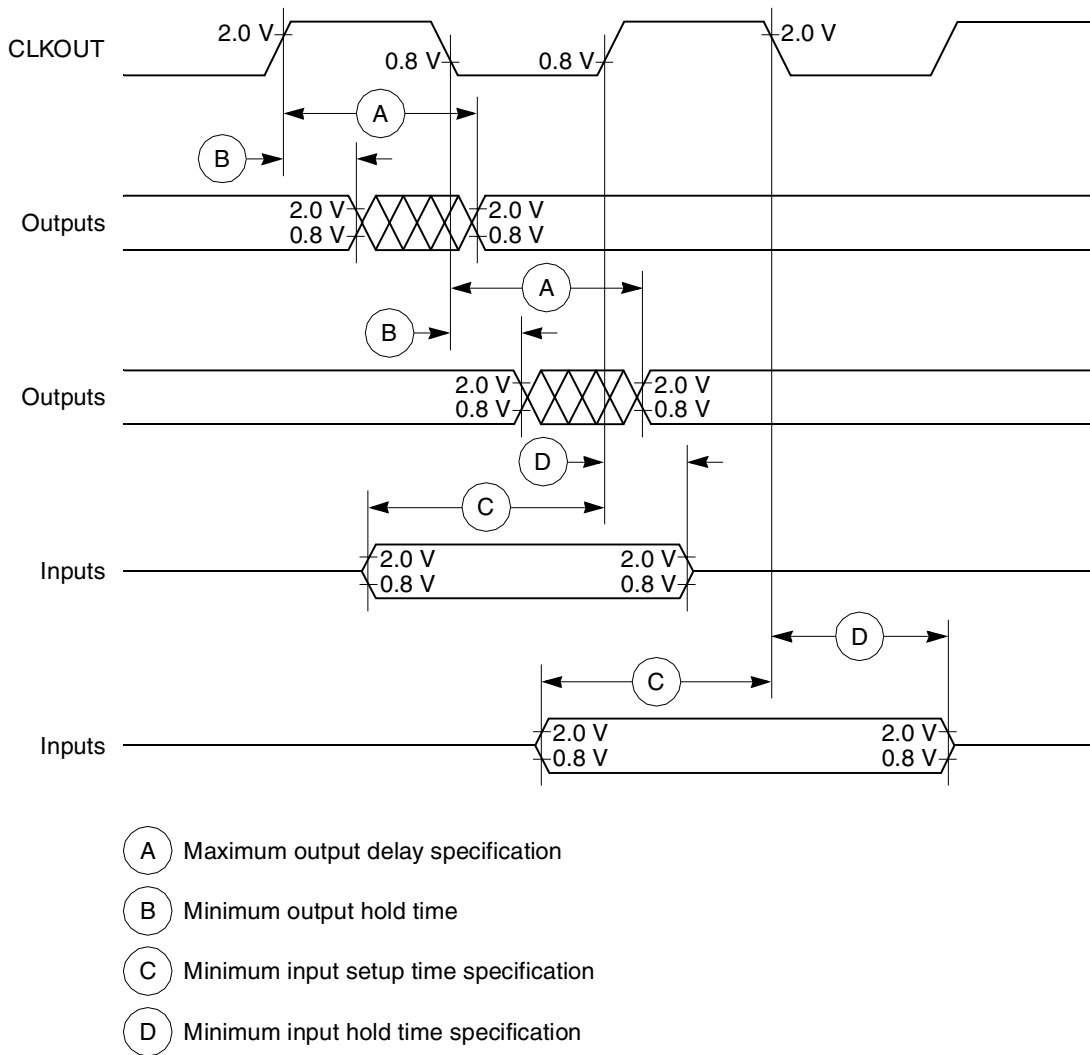 CLKOUT
2.0 V
0.8 V
0.8 V
2.0 V
A
B
Outputs
2.0 V
0.8 V
2.0 V
0.8 V
A
B
Outputs
2.0 V
0.8 V
2.0 V
0.8 V
D
C
Inputs
2.0 V
0.8 V
2.0 V
0.8 V
D
C
Inputs
2.0 V
0.8 V
2.0 V
0.8 V
A Maximum output delay specification
B Minimum output hold time
C Minimum input setup time specification
D Minimum input hold time specification